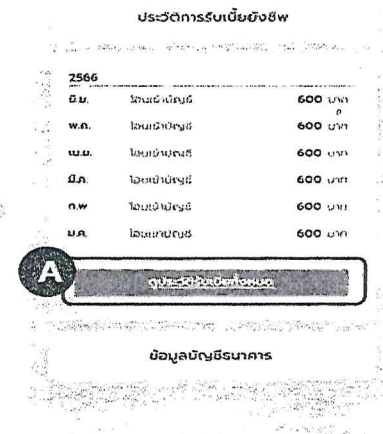 ประวัติการรับเบี้ยยังชีพ
2566
มิ.ย. โอนเข้าบัญชี 600 บาท
พ.ค. โอนเข้าบัญชี 600 บาท
เม.ย. โอนเข้าบัญชี 600 บาท
มี.ค. โอนเข้าบัญชี 600 บาท
ก.พ โอนเข้าบัญชี 600 บาท
ม.ค. โอนเข้าบัญชี 600 บาท
A
ดูประวัติรับเบี้ยทั้งหมด
ข้อมูลบัญชีธนาคาร